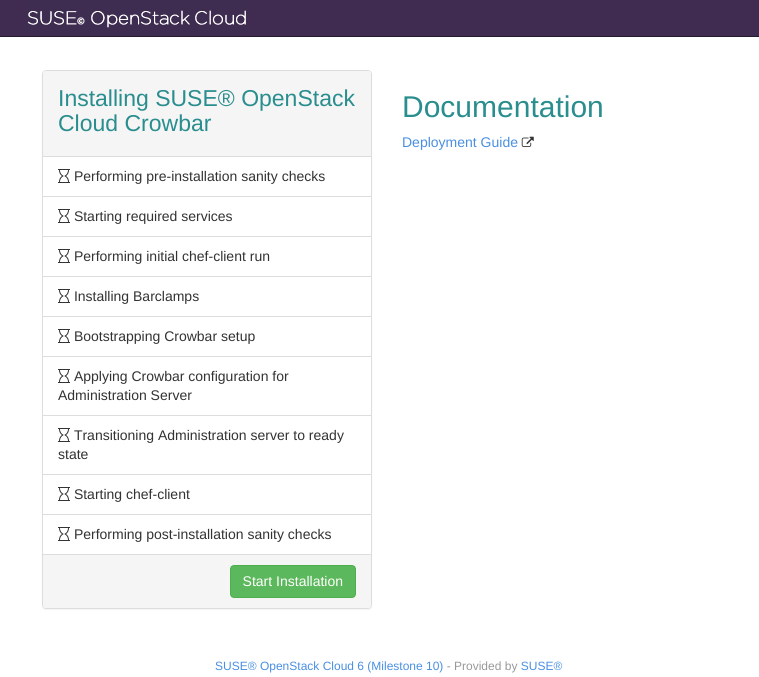 SUSE© OpenStack Cloud
Installing SUSE® OpenStack
Cloud Crowbar
Performing pre-installation sanity checks
Starting required services
Performing initial chef-client run
Installing Barclamps
Bootstrapping Crowbar setup
Applying Crowbar configuration for
Administration Server
Transitioning Administration server to ready
state
Starting chef-client
Performing post-installation sanity checks
Start Installation
Documentation
Deployment Guide
SUSE® OpenStack Cloud 6 (Milestone 10) - Provided by SUSE®